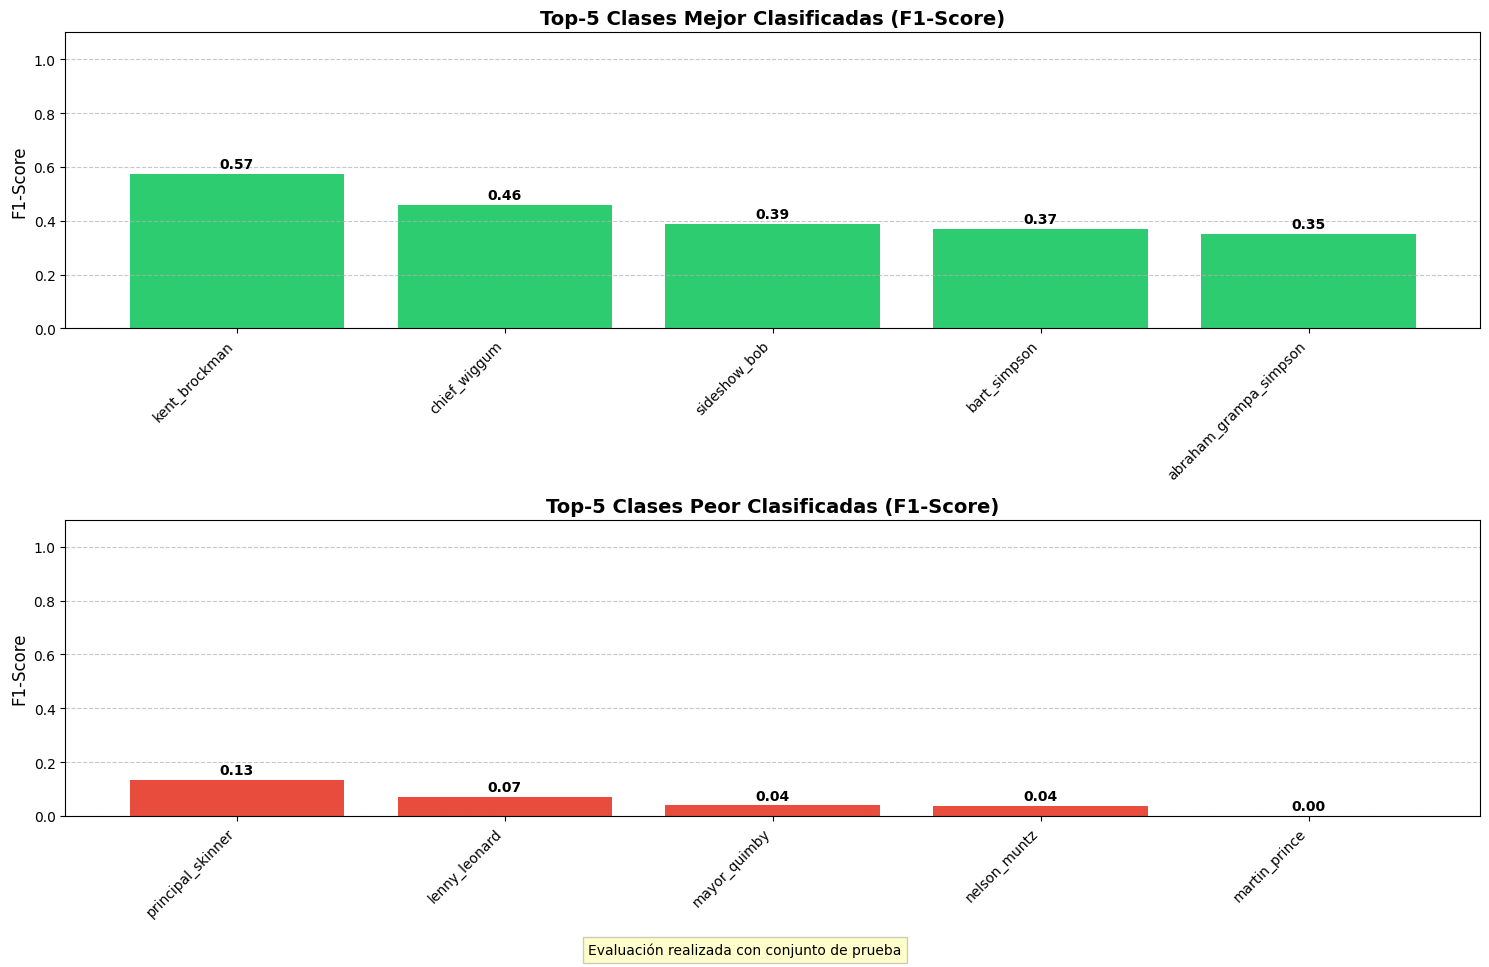 Top-5 Clases Mejor Clasificadas (F1-Score)
F1-Score
1.0
0.8
0.6
0.4
0.2
0.0
0.57
0.46
0.39
0.37
0.35
kent_brockman
chief_wiggum
sideshow_bob
bart_simpson
abraham_grampa_simpson
Top-5 Clases Peor Clasificadas (F1-Score)
F1-Score
1.0
0.8
0.6
0.4
0.2
0.0
0.13
0.07
0.04
0.04
0.00
principal_skinner
lenny_leonard
mayor_quimby
nelson_muntz
martin_prince
Evaluación realizada con conjunto de prueba